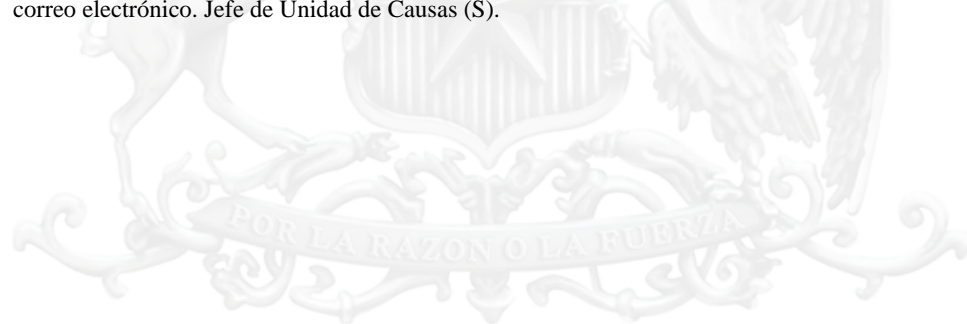 correo electrónico. Jefe de Unidad de Causas (S).
POR LA RAZON O LA FUERZA